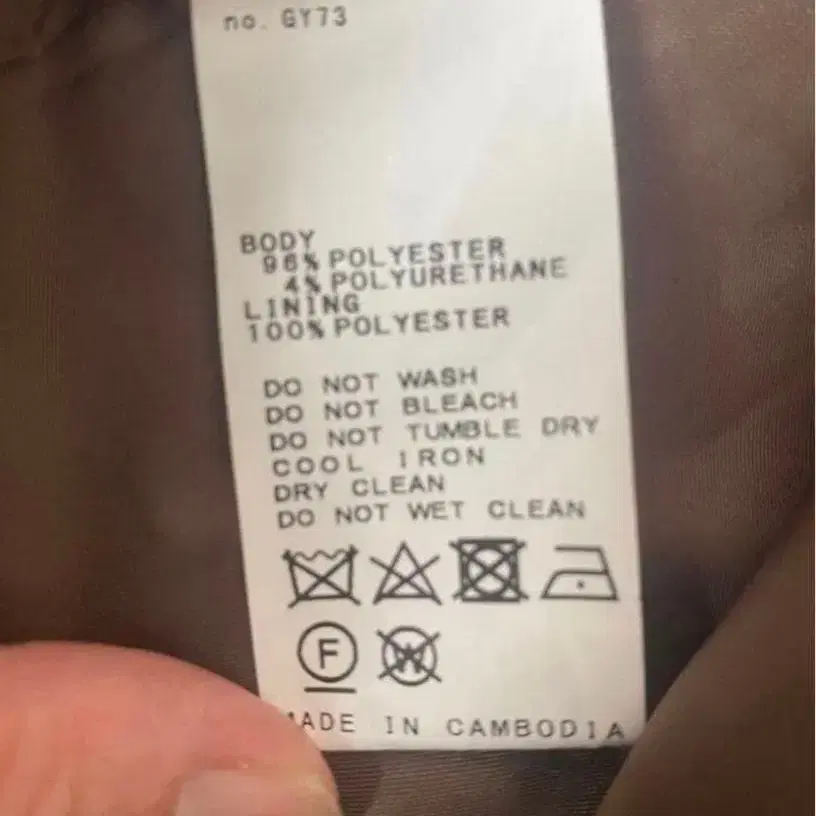 no. GY73
BODY
96% POLYESTER
4% POLYURETHANE
LINING
100% POLYESTER
DO NOT WASH
DO NOT BLEACH
DO NOT TUMBLE DRY
COOL IRON
DRY CLEAN
DO NOT WET CLEAN
F W
MADE IN CAMBODIA